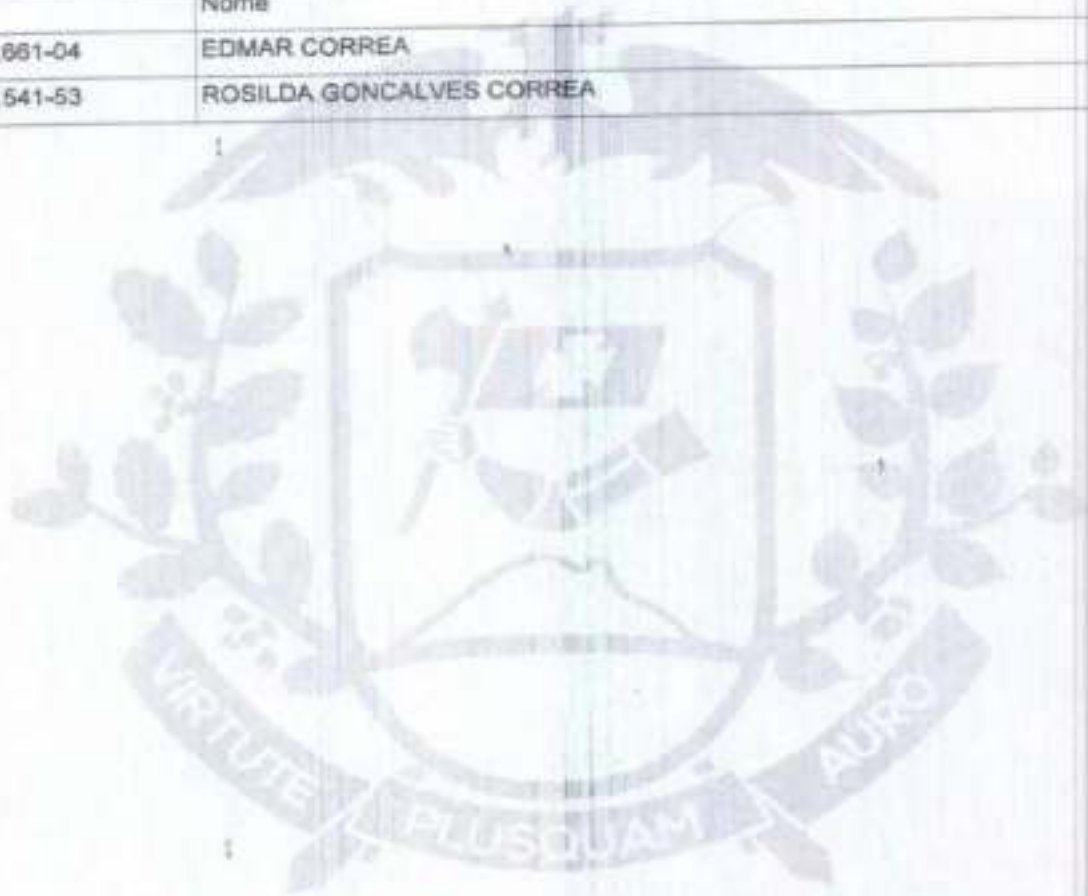 Nome
661-04 EDMAR CORREA
541-53 ROSILDA GONCALVES CORREA
VIRTUTE PLUSQUAM AURO